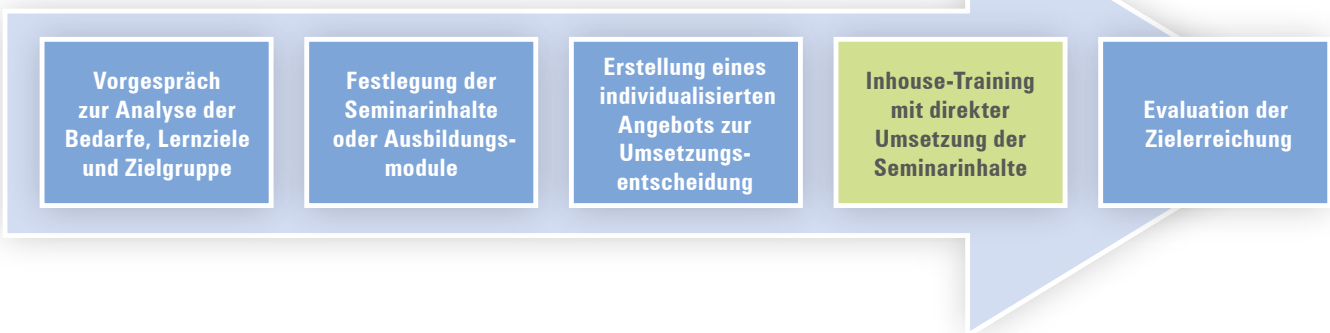 Vorgespräch
zur Analyse der
Bedarfe, Lernziele
und Zielgruppe
Festlegung der
Seminarinhalte
oder Ausbildungs-
module
Erstellung eines
individualisierten
Angebots zur
Umsetzungs-
entscheidung
Inhouse-Training
mit direkter
Umsetzung der
Seminarinhalte
Evaluation der
Zielerreichung